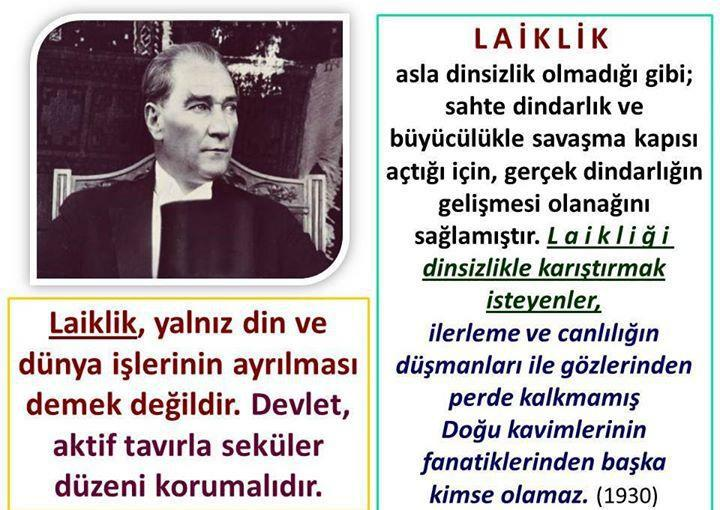 Laiklik, yalnız din ve
dünya işlerinin ayrılması
demek değildir. Devlet,
aktif tavırla seküler
düzeni korumalıdır.
LAİKLİK
asla dinsizlik olmadığı gibi;
sahte dindarlık ve
büyücülükle savaşma kapısı
açtığı için, gerçek dindarlığın
gelişmesi olanağını
sağlamıştır. Laikliği
dinsizlikle karıştırmak
isteyenler,
ilerleme ve canlılığın
düşmanları ile gözlerinden
perde kalkmamış
Doğu kavimlerinin
fanatiklerinden başka
kimse olamaz. (1930)